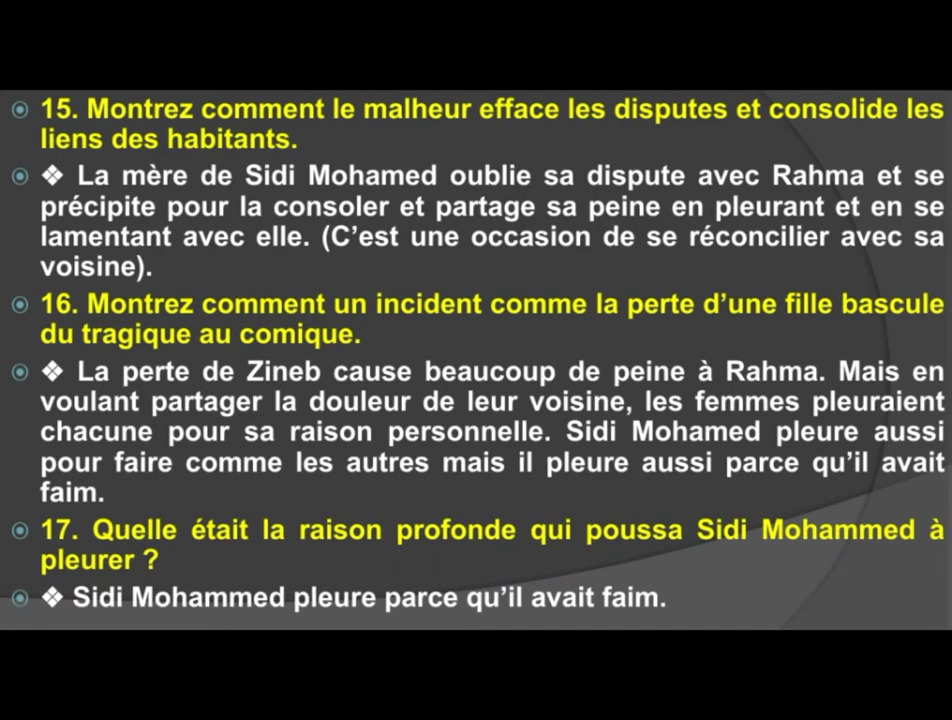 15. Montrez comment le malheur efface les disputes et consolide les
liens des habitants.
❖ La mère de Sidi Mohamed oublie sa dispute avec Rahma et se
précipite pour la consoler et partage sa peine en pleurant et en se
lamentant avec elle. (C’est une occasion de se réconcilier avec sa
voisine).
16. Montrez comment un incident comme la perte d’une fille bascule
du tragique au comique.
❖ La perte de Zineb cause beaucoup de peine à Rahma. Mais en
voulant partager la douleur de leur voisine, les femmes pleuraient
chacune pour sa raison personnelle. Sidi Mohamed pleure aussi
pour faire comme les autres mais il pleure aussi parce qu’il avait
faim.
17. Quelle était la raison profonde qui poussa Sidi Mohammed à
pleurer ?
❖ Sidi Mohammed pleure parce qu’il avait faim.